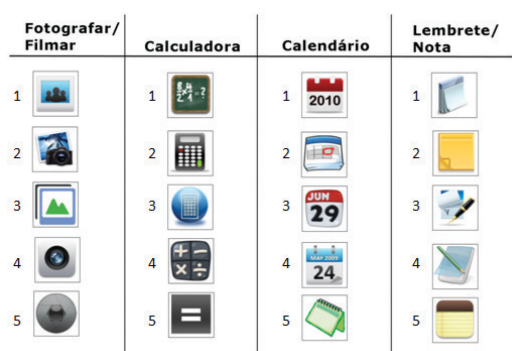 Fotografar/
Filmar
Calculadora
Calendário
Lembrete/
Nota
1 1 1 2010 1
2 2 2 2
3 3 3 JUN 29 3
4 4 4 MAY 2009 24 4
5 5 5 5